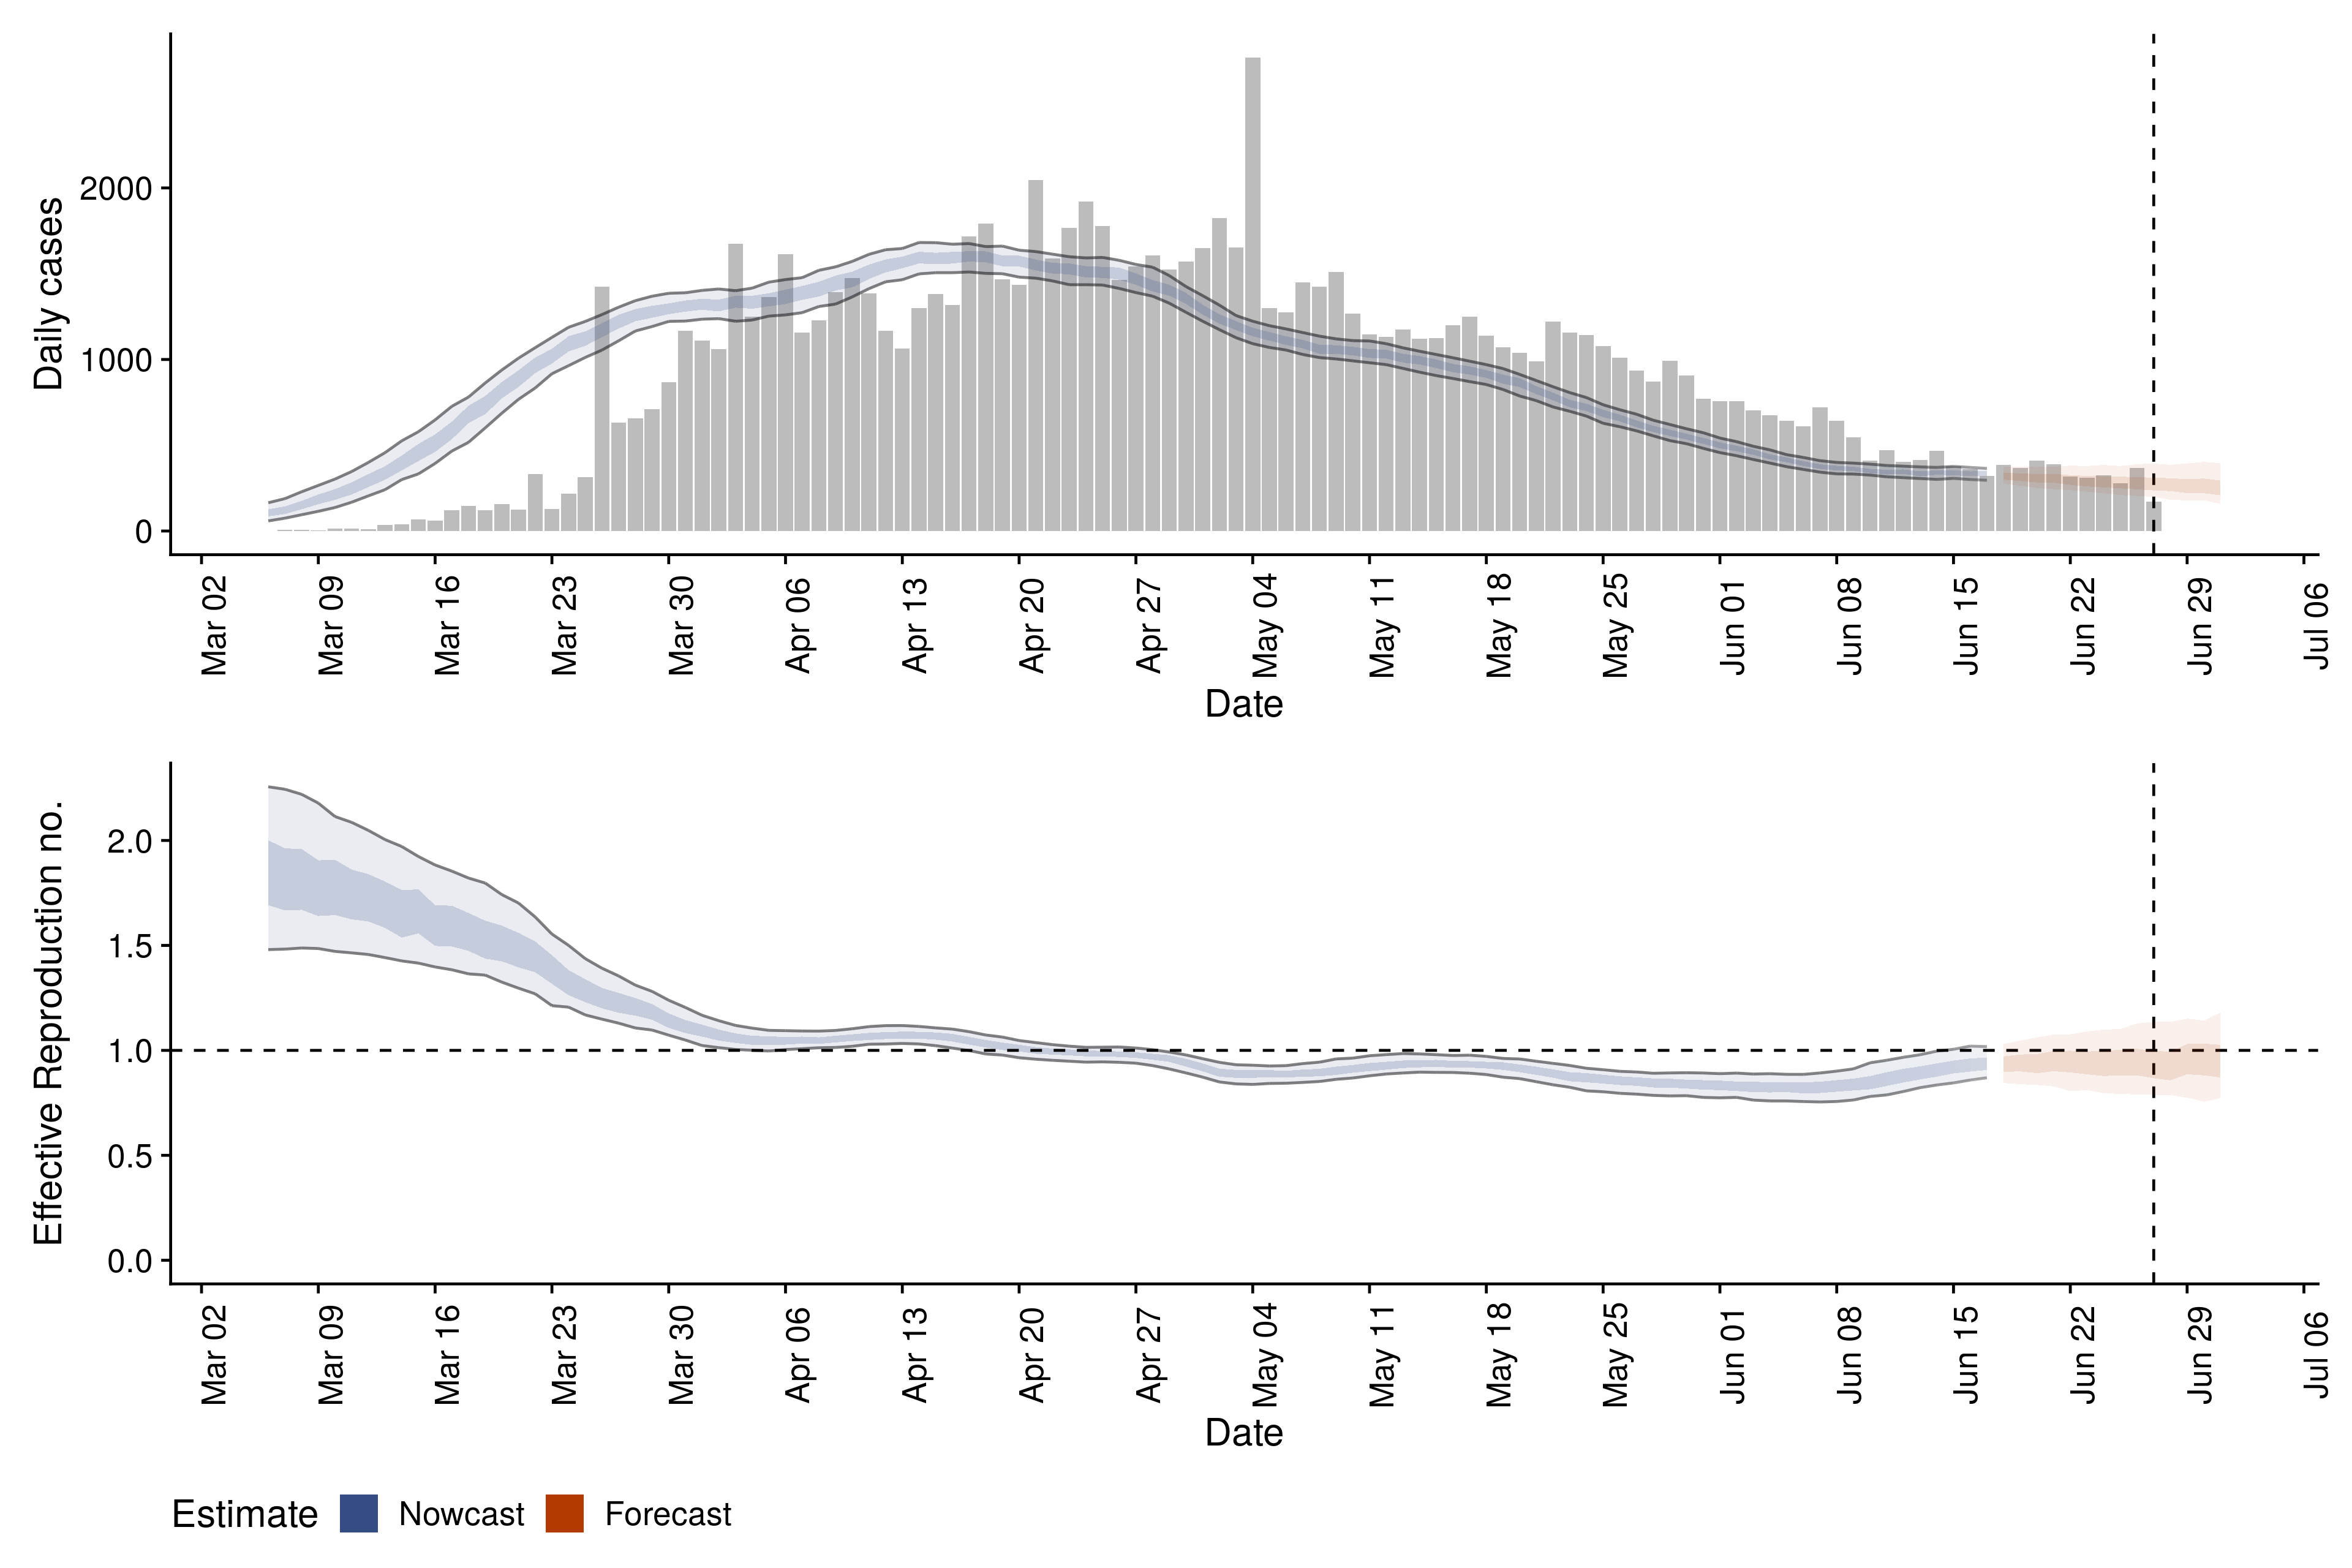 Daily cases
2000
1000
0
Mar 02
Mar 09
Mar 16
Mar 23
Mar 30
Apr 06
Apr 13
Apr 20
Apr 27
May 04
May 11
May 18
May 25
Jun 01
Jun 08
Jun 15
Jun 22
Jun 29
Jul 06
Date
Effective Reproduction no.
2.0
1.5
1.0
0.5
0.0
Mar 02
Mar 09
Mar 16
Mar 23
Mar 30
Apr 06
Apr 13
Apr 20
Apr 27
May 04
May 11
May 18
May 25
Jun 01
Jun 08
Jun 15
Jun 22
Jun 29
Jul 06
Date
Estimate Nowcast Forecast